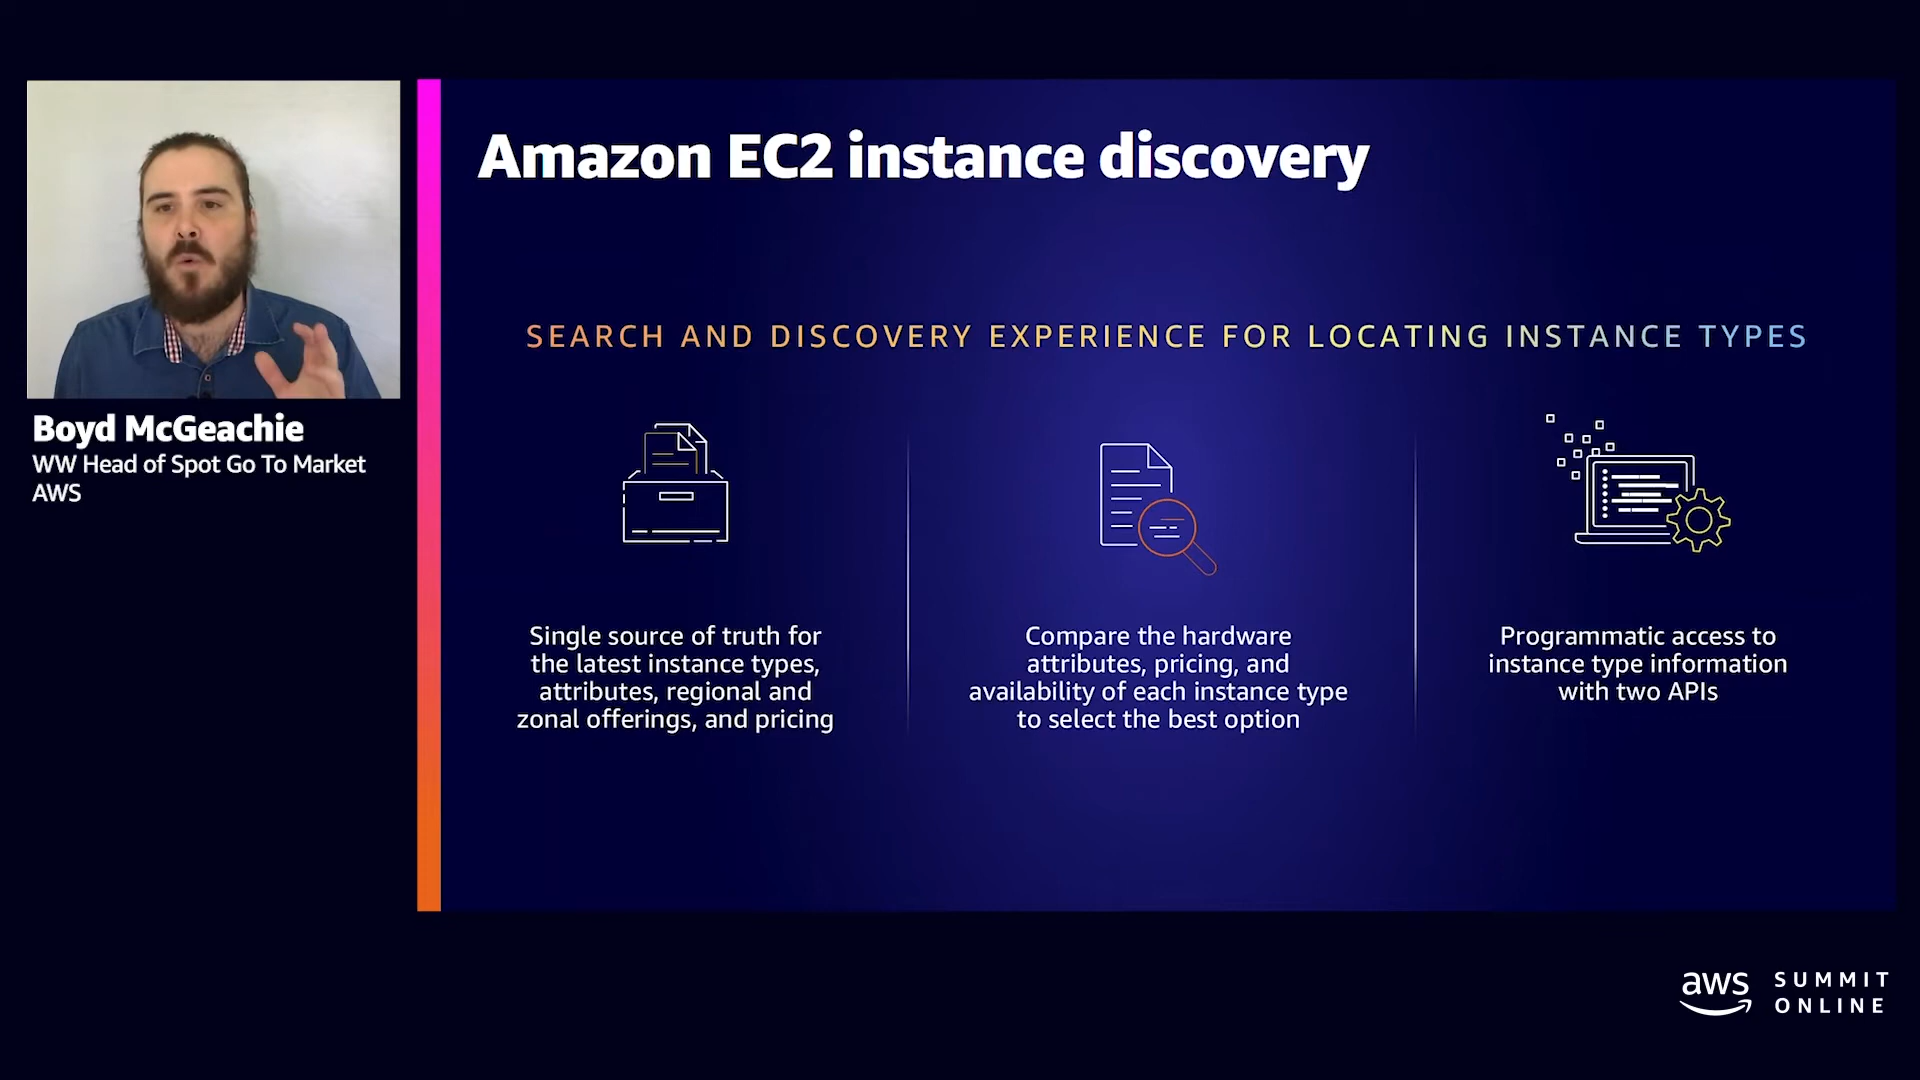 Amazon EC2 instance discovery
SEARCH AND DISCOVERY EXPERIENCE FOR LOCATING INSTANCE TYPES
Single source of truth for
the latest instance types,
attributes, regional and
zonal offerings, and pricing
Compare the hardware
attributes, pricing, and
availability of each instance type
to select the best option
Programmatic access to
instance type information
with two APIs
Boyd McGeachie
WW Head of Spot Go To Market
AWS
aws
SUMMIT
ONLINE